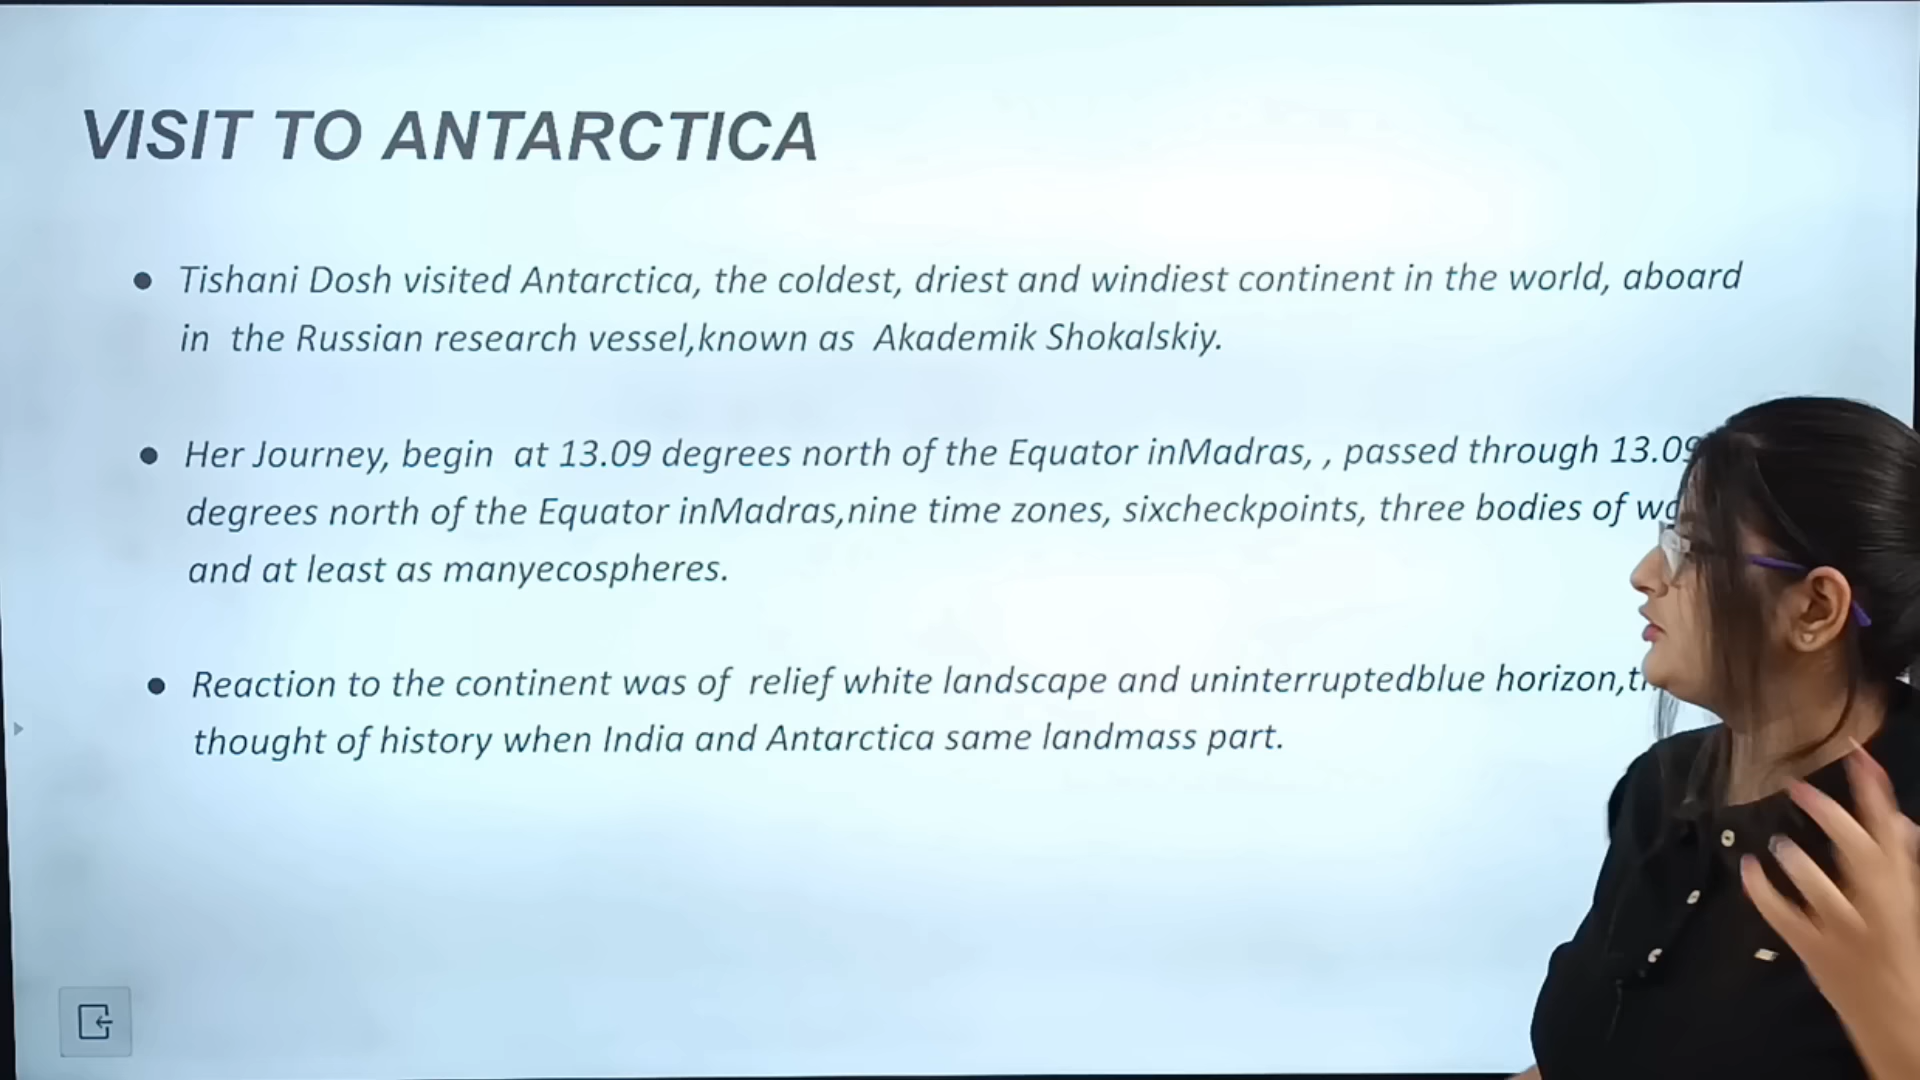 VISIT TO ANTARCTICA
● Tishani Dosh visited Antarctica, the coldest, driest and windiest continent in the world, aboard
in the Russian research vessel,known as Akademik Shokalskiy.
● Her Journey, begin at 13.09 degrees north of the Equator inMadras, , passed through 13.09
degrees north of the Equator inMadras,nine time zones, sixcheckpoints, three bodies of
and at least as manyecospheres.
● Reaction to the continent was of relief white landscape and uninterruptedblue horizon,
thought of history when India and Antarctica same landmass part.